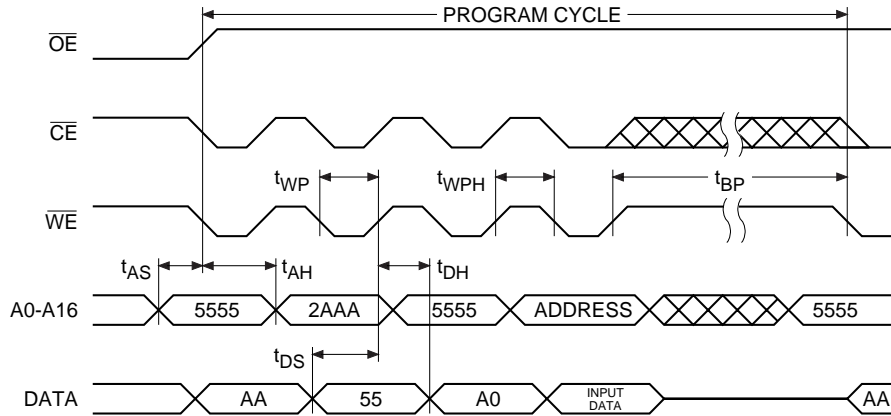 PROGRAM CYCLE
OE
CE
tWP
tWPH
tBP
WE
tAS
tAH
tDH
A0-A16
5555
2AAA
5555
ADDRESS
5555
tDS
DATA
AA
55
A0
INPUT
DATA
AA